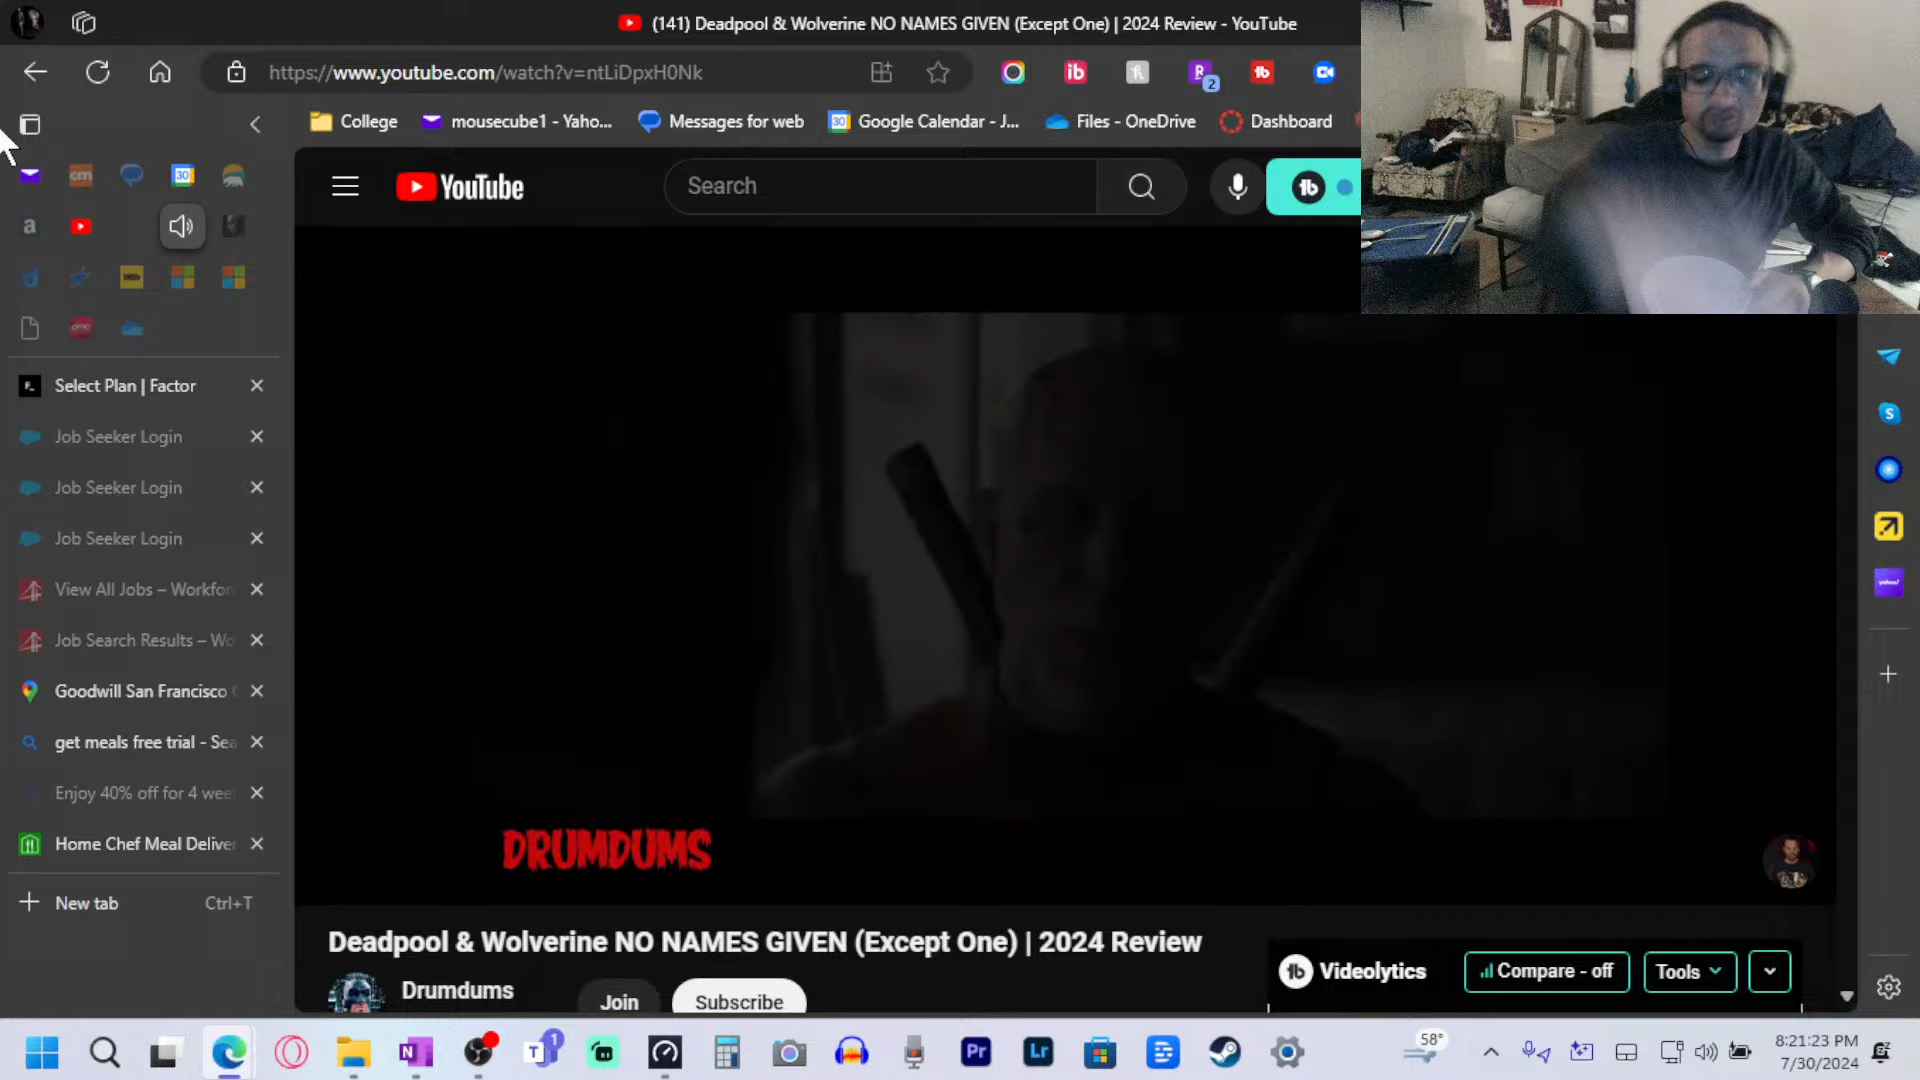 (141) Deadpool & Wolverine NO NAMES GIVEN (Except One) | 2024 Review - YouTube
https://www.youtube.com/watch?v=ntLiDpxH0Nk
2
College
mousecube1 - Yaho...
Messages for web
Google Calendar - J...
Files - OneDrive
Dashboard
YouTube
Search
Select Plan | Factor
Job Seeker Login
Job Seeker Login
Job Seeker Login
View All Jobs – Workfor
Job Search Results – Wo
Goodwill San Francisco
get meals free trial - Sea
Enjoy 40% off for 4 wee
Home Chef Meal Delive
New tab
Ctrl+T
DRUMDUMS
Deadpool & Wolverine NO NAMES GIVEN (Except One) | 2024 Review
Drumdums
Join
Subscribe
Videolytics
Compare - off
Tools
58°
8:21:23 PM
7/30/2024